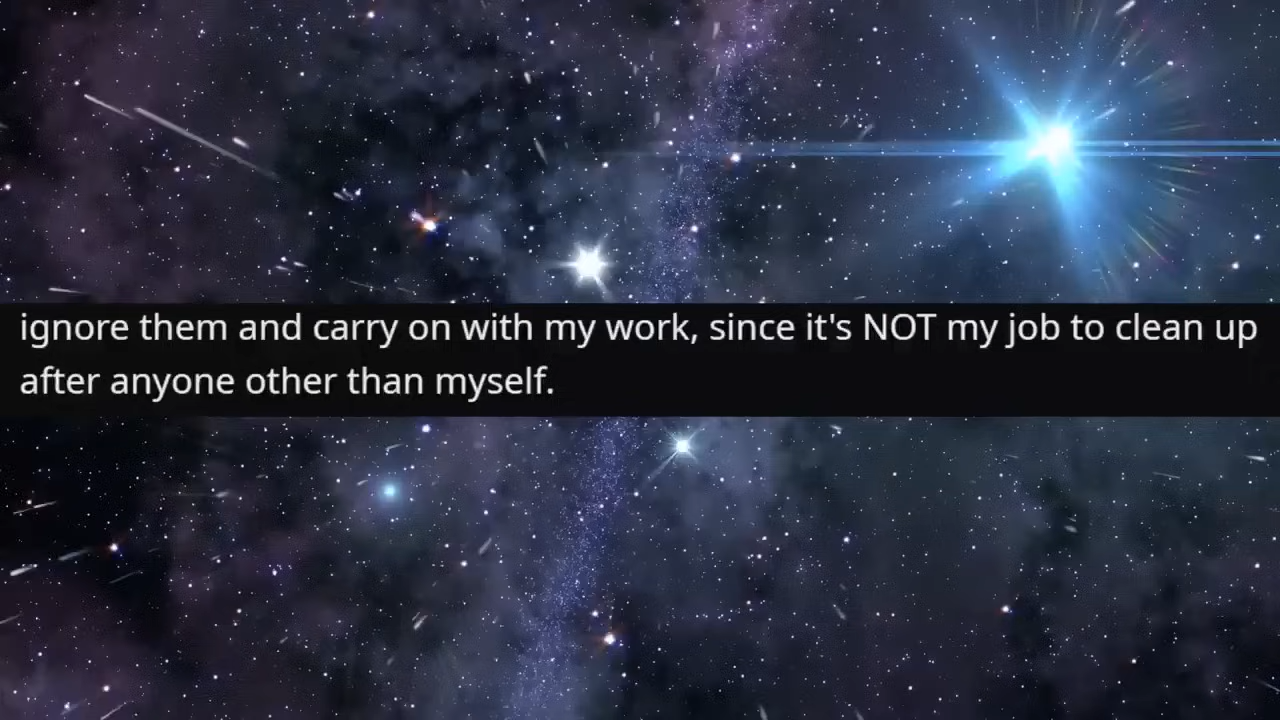 ignore them and carry on with my work, since it's NOT my job to clean up
after anyone other than myself.